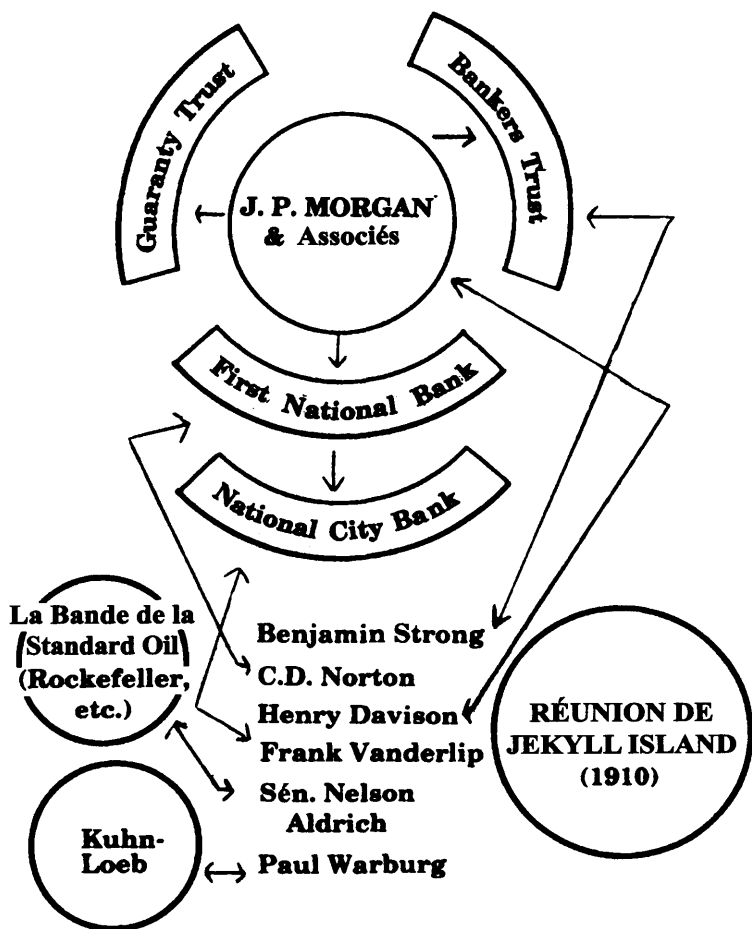 Guaranty Trust
Bankers Trust
J. P. MORGAN
& Associés
First National Bank
National City Bank
La Bande de la
Standard Oil
(Rockefeller,
etc.)
Benjamin Strong
C.D. Norton
Henry Davison
Frank Vanderlip
Sén. Nelson
Aldrich
Paul Warburg
Kuhn-
Loeb
RÉUNION DE
JEKYLL ISLAND
(1910)